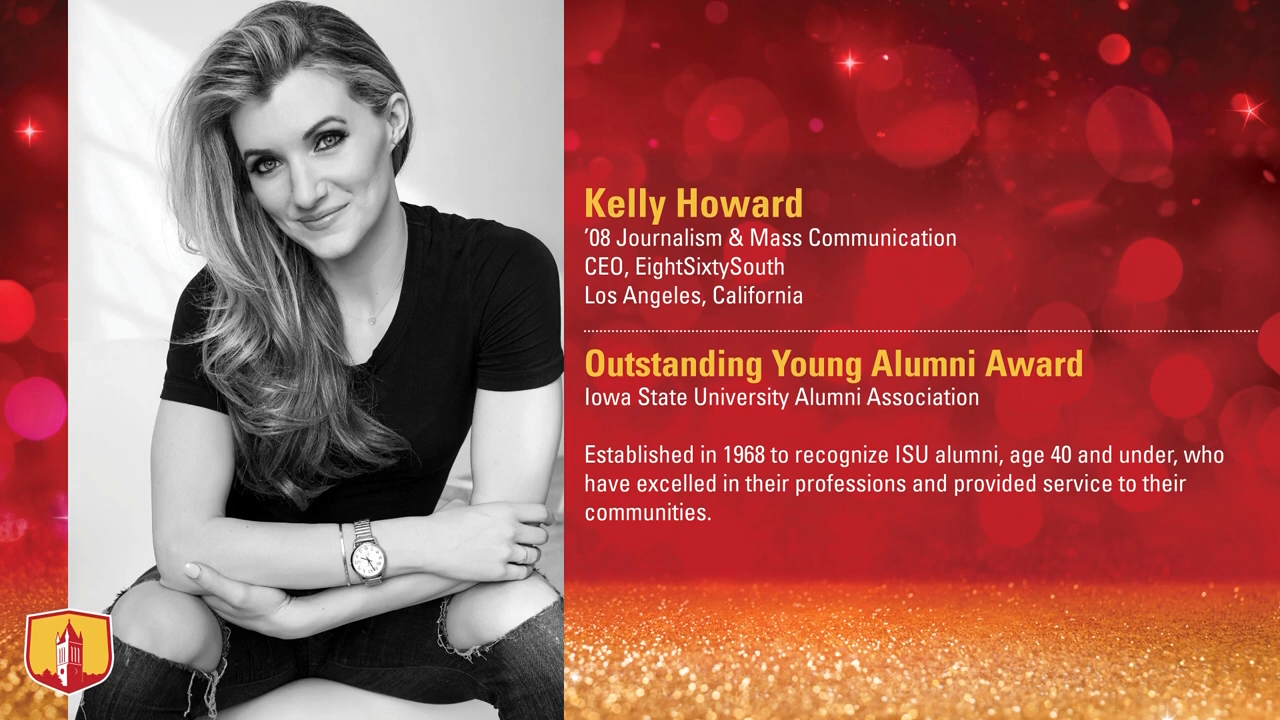 Kelly Howard
’08 Journalism & Mass Communication
CEO, EightSixtySouth
Los Angeles, California
Outstanding Young Alumni Award
Iowa State University Alumni Association
Established in 1968 to recognize ISU alumni, age 40 and under, who
have excelled in their professions and provided service to their
communities.